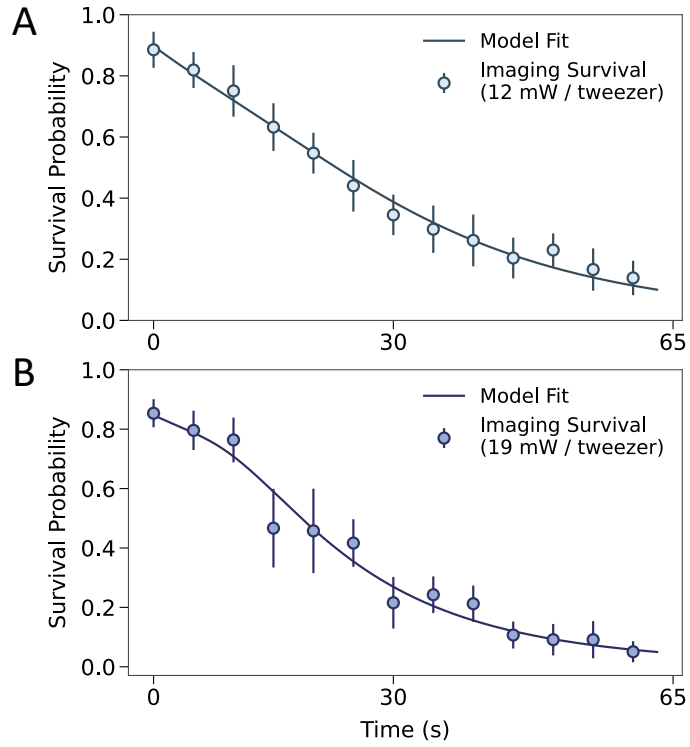 A
1.0
0.8
0.6
0.4
0.2
0.0
Survival Probability
Model Fit
Imaging Survival
(12 mW / tweezer)
0
30
65
B
1.0
0.8
0.6
0.4
0.2
0.0
Survival Probability
Model Fit
Imaging Survival
(19 mW / tweezer)
0
30
65
Time (s)